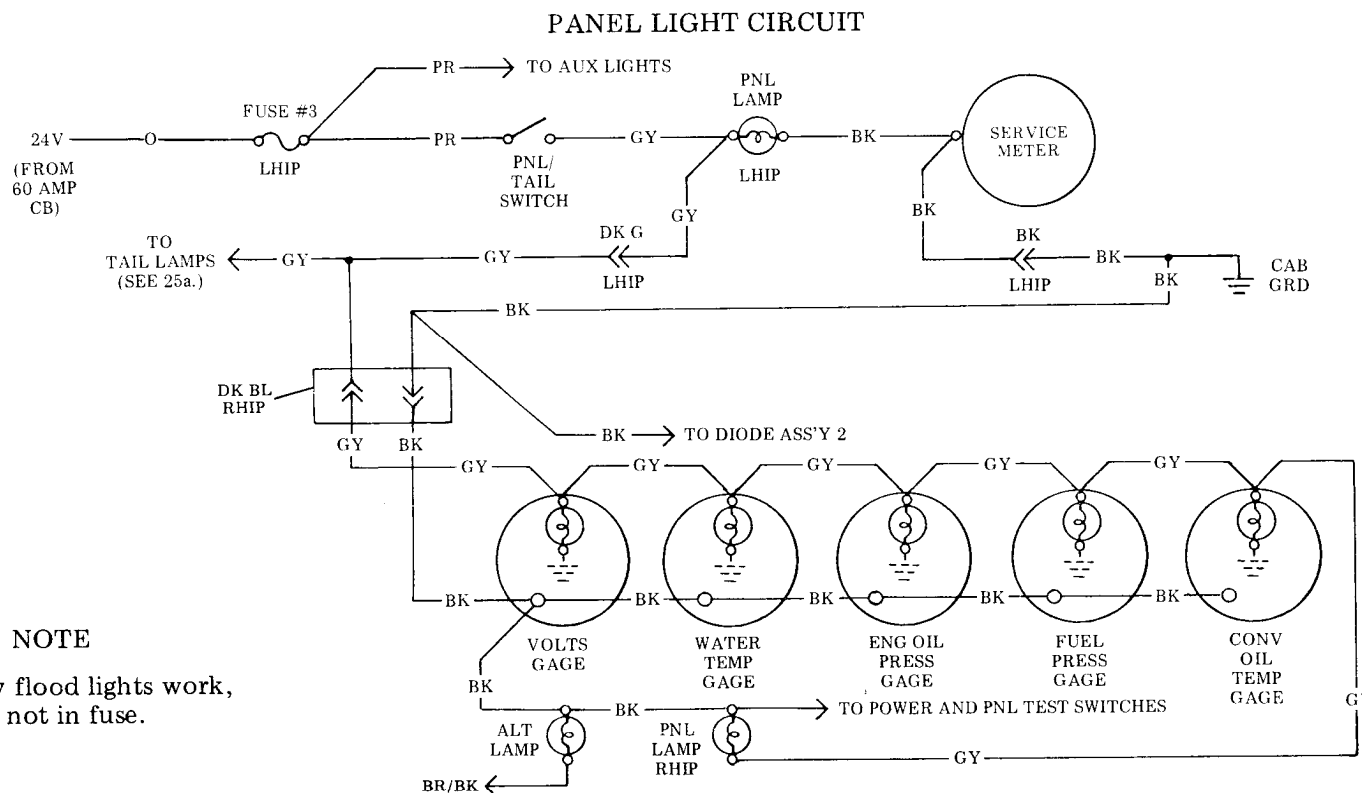 PANEL LIGHT CIRCUIT
PR
TO AUX LIGHTS
FUSE #3
PNL
LAMP
24V
O
PR
GY
BK
SERVICE
METER
(FROM
60 AMP
CB)
LHIP
PNL/
TAIL
SWITCH
LHIP
GY
BK
TO
TAIL LAMPS
(SEE 25a.)
GY
GY
DK G
LHIP
BK
LHIP
BK
BK
CAB
GRD
BK
DK BL
RHIP
GY
BK
BK
TO DIODE ASS'Y 2
GY
GY
GY
GY
GY
BK
BK
BK
BK
BK
VOLTS
GAGE
WATER
TEMP
GAGE
ENG OIL
PRESS
GAGE
FUEL
PRESS
GAGE
CONV
OIL
TEMP
GAGE
NOTE
flood lights work,
not in fuse.
BK
BK
TO POWER AND PNL TEST SWITCHES
ALT
LAMP
PNL
LAMP
RHIP
GY
BR/BK